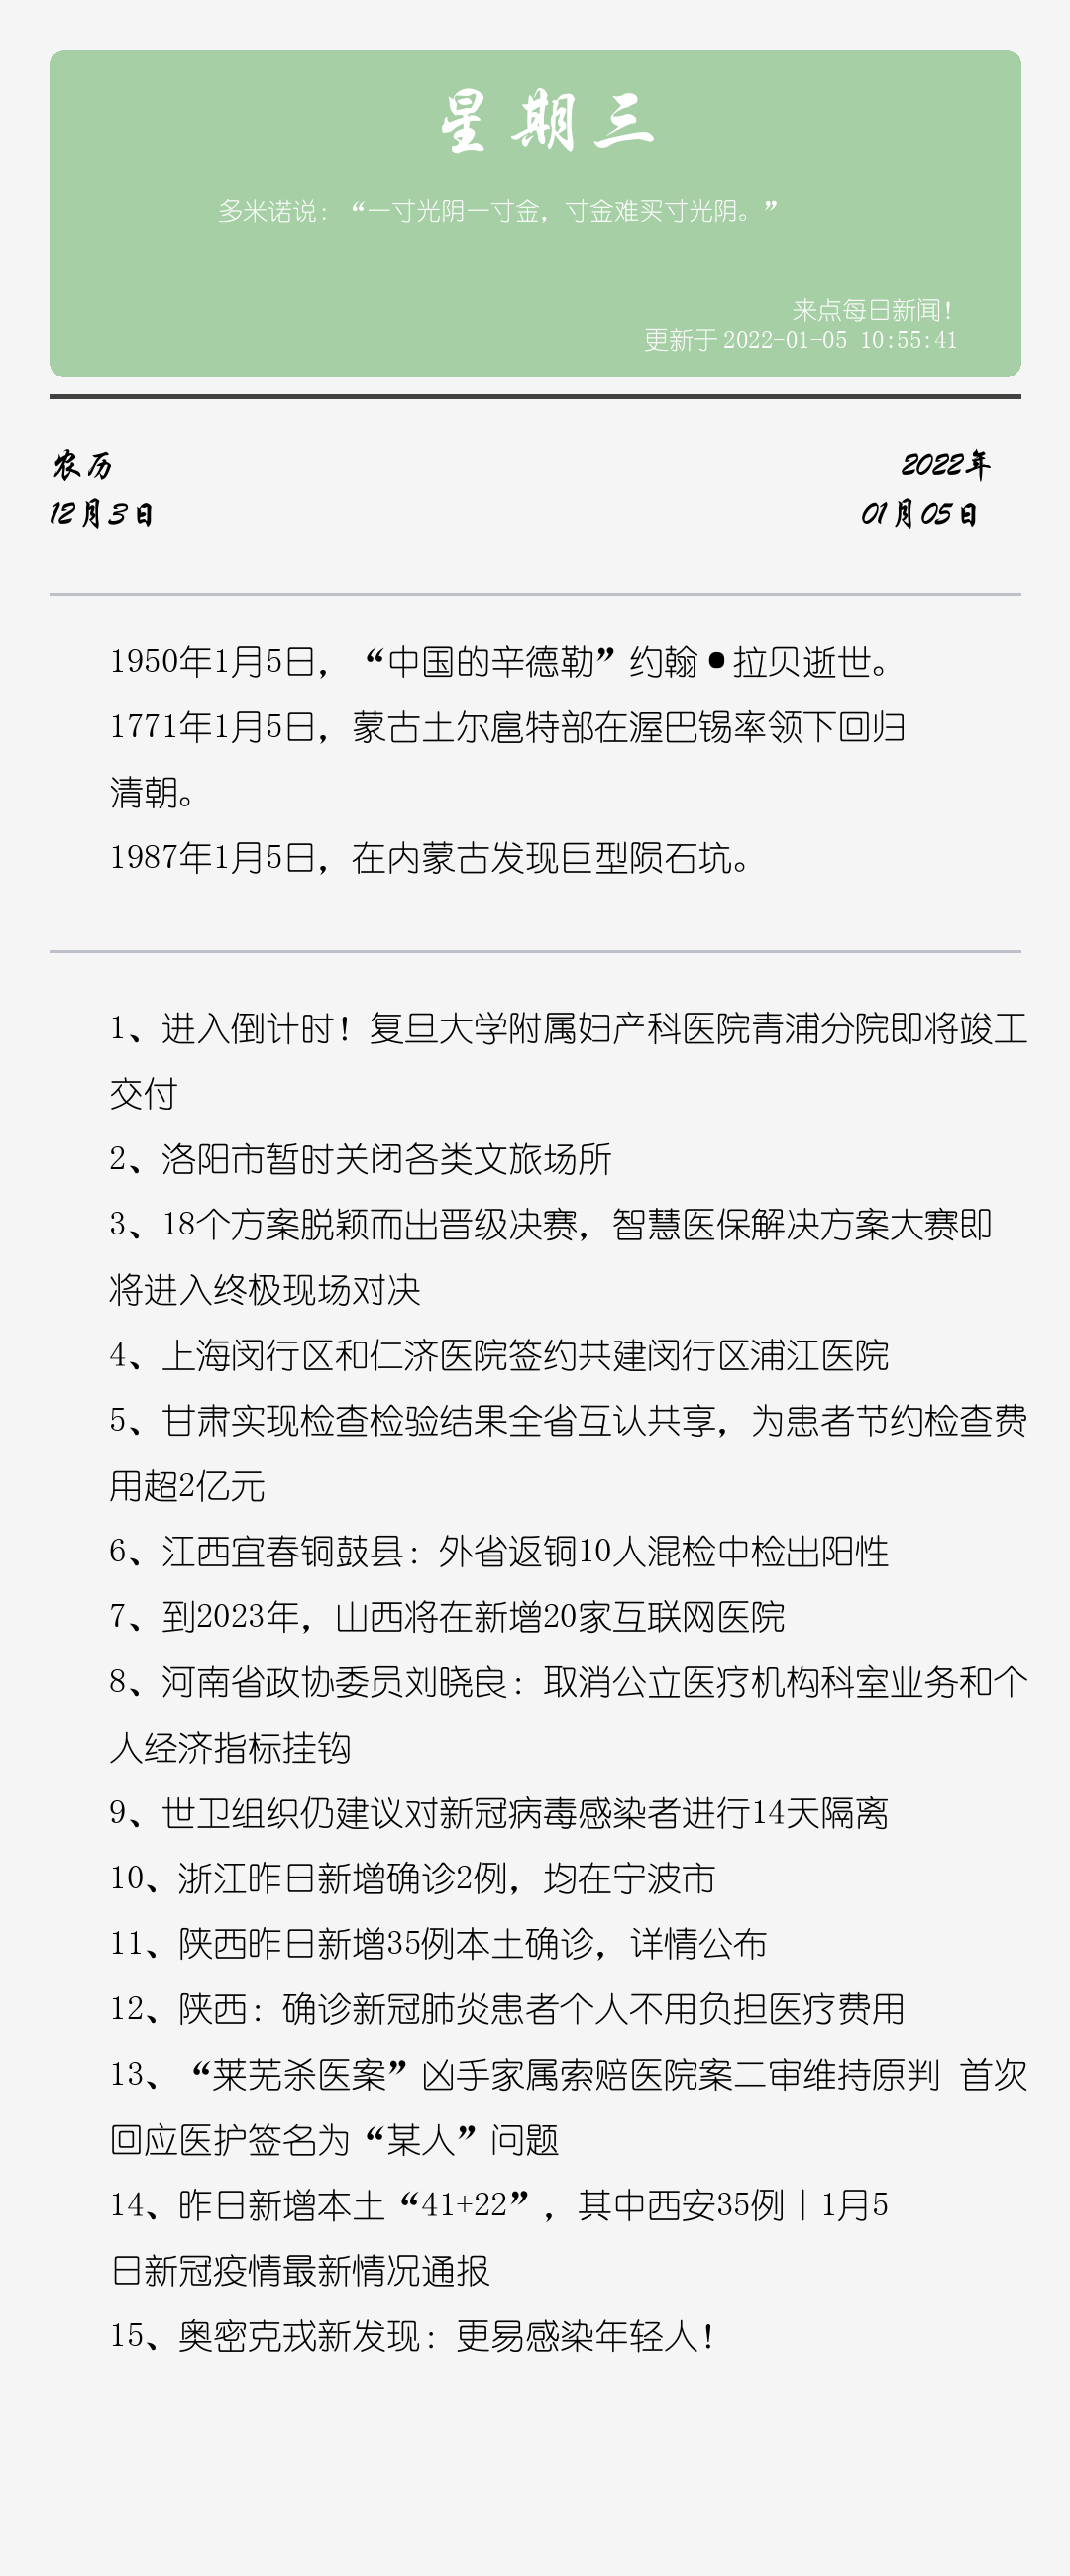 星期三
多米诺说：“一寸光阴一寸金，寸金难买寸光阴。”
来点每日新闻！
更新于 2022-01-05 10:55:41
农历
2022年
12月3日
01月05日
1950年1月5日，“中国的辛德勒”约翰•拉贝逝世。
1771年1月5日，蒙古土尔扈特部在渥巴锡率领下回归
清朝。
1987年1月5日，在内蒙古发现巨型陨石坑。
1、进入倒计时！复旦大学附属妇产科医院青浦分院即将竣工
交付
2、洛阳市暂时关闭各类文旅场所
3、18个方案脱颖而出晋级决赛，智慧医保解决方案大赛即
将进入终极现场对决
4、上海闵行区和仁济医院签约共建闵行区浦江医院
5、甘肃实现检查检验结果全省互认共享，为患者节约检查费
用超2亿元
6、江西宜春铜鼓县：外省返铜10人混检中检出阳性
7、到2023年，山西将在新增20家互联网医院
8、河南省政协委员刘晓良：取消公立医疗机构科室业务和个
人经济指标挂钩
9、世卫组织仍建议对新冠病毒感染者进行14天隔离
10、浙江昨日新增确诊2例，均在宁波市
11、陕西昨日新增35例本土确诊，详情公布
12、陕西：确诊新冠肺炎患者个人不用负担医疗费用
13、“莱芜杀医案”凶手家属索赔医院案二审维持原判 首次
回应医护签名为“某人”问题
14、昨日新增本土“41+22”，其中西安35例丨1月5
日新冠疫情最新情况通报
15、奥密克戎新发现：更易感染年轻人！